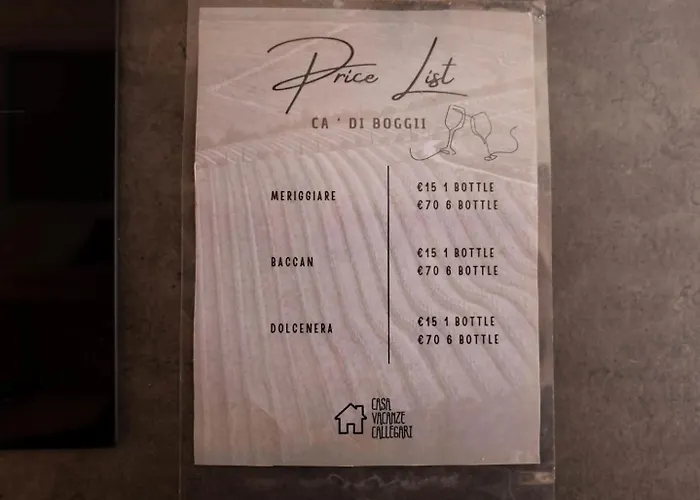 Price List
CA ' DI BOGGII
MERIGGIARE
€15 1 BOTTLE
€70 6 BOTTLE
BACCAN
€15 1 BOTTLE
€70 6 BOTTLE
DOLCENERA
€15 1 BOTTLE
€70 6 BOTTLE
CASA
VACANZE
CALLEGARI